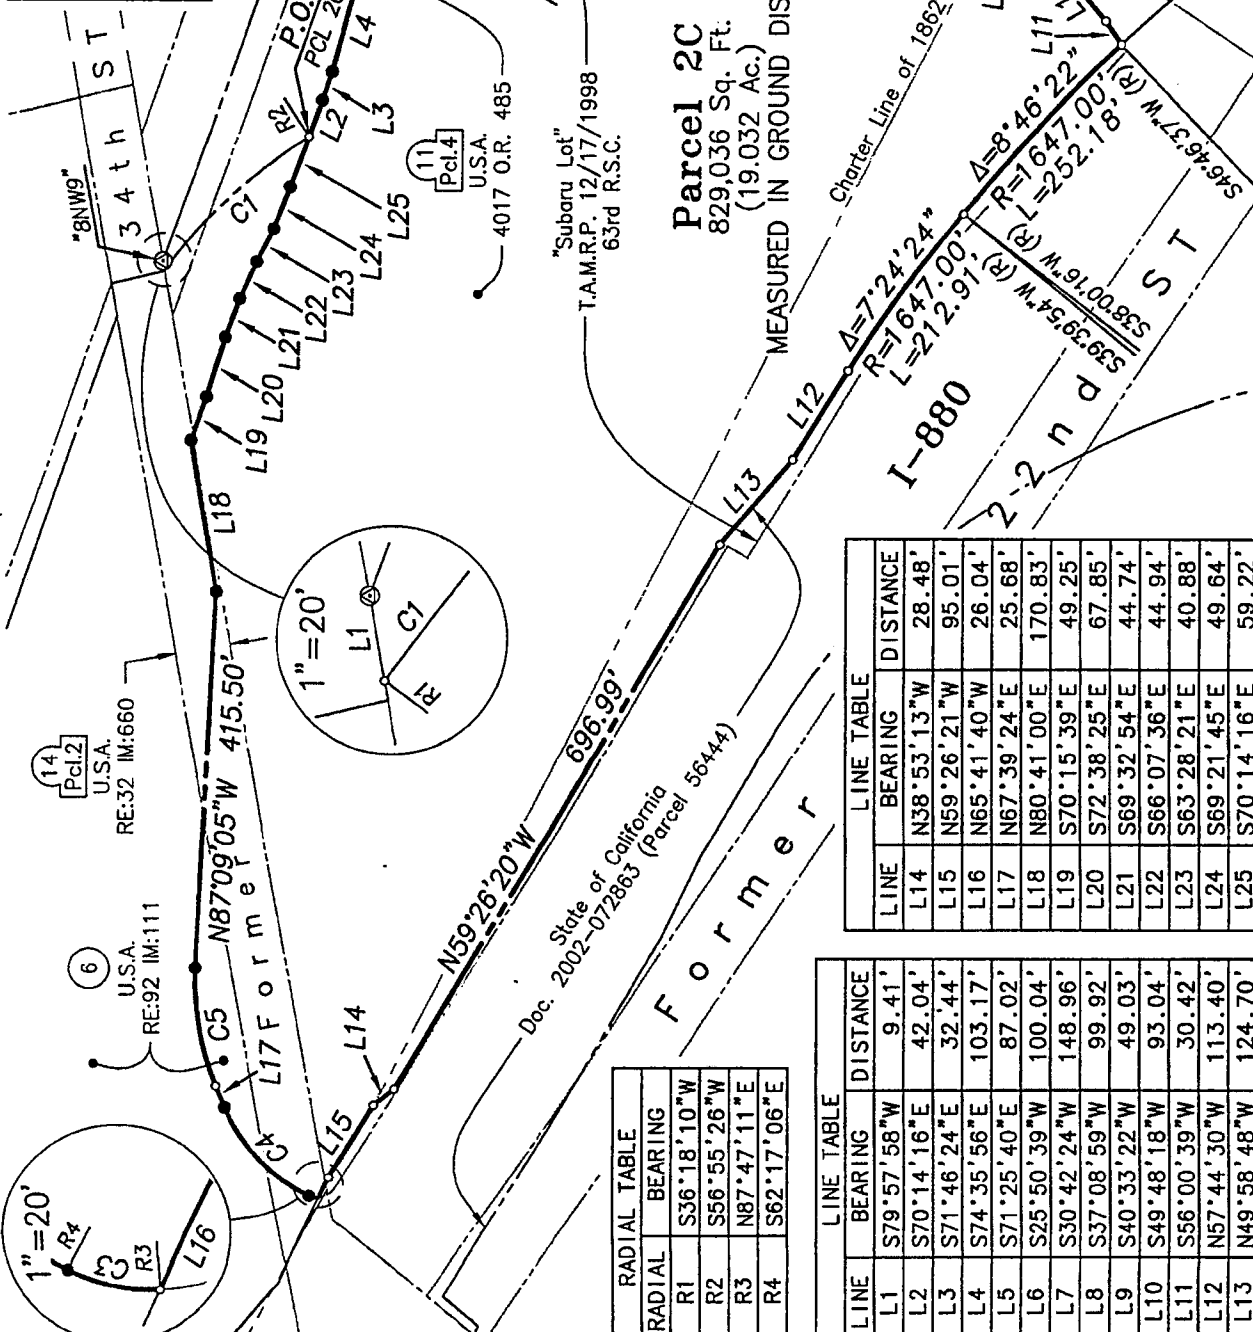 34th ST
"8NW9"
P.O.
PCL
R2
L4
L2
L3
C1
L25
L24
L23
L22
L21
L20
L19
L18
11
Pcl.4
U.S.A.
4017 O.R. 485
"Subaru Lot"
T.A.M.R.P. 12/17/1998
63rd R.S.C.
Parcel 2C
829,036 Sq. Ft.
(19.032 Ac.)
MEASURED IN GROUND DIS
Charter Line of 1862
L11
Δ=8°46'22"
R=1647.00'
L=252.18'
S46°46'37"W (R)
Δ=7°24'24"
R=1647.00'
L=212.91'
S38°00'16"W (R)
S39°39'54"W (R)
I-880
2-2nd ST
L12
L13
14
Pcl.2
U.S.A.
RE:32 IM:660
1"=20'
L1
C1
R1
N87°09'05"W 415.50'
Former
6
U.S.A.
RE:92 IM:111
C5
L17
C4
L15
L14
N59°26'20"W 696.99'
State of California
Doc. 2002-072863 (Parcel 56444)
Former
1"=20'
R4
C3
R3
L16
RADIAL TABLE
RADIAL BEARING
R1 S36°18'10"W
R2 S56°55'26"W
R3 N87°47'11"E
R4 S62°17'06"E
LINE TABLE
LINE BEARING DISTANCE
L1 S79°57'58"W 9.41'
L2 S70°14'16"E 42.04'
L3 S71°46'24"E 32.44'
L4 S74°35'56"E 103.17'
L5 S71°25'40"E 87.02'
L6 S25°50'39"W 100.04'
L7 S30°42'24"W 148.96'
L8 S37°08'59"W 99.92'
L9 S40°33'22"W 49.03'
L10 S49°48'18"W 93.04'
L11 S56°00'39"W 30.42'
L12 N57°44'30"W 113.40'
L13 N49°58'48"W 124.70'
LINE TABLE
LINE BEARING DISTANCE
L14 N38°53'13"W 28.48'
L15 N59°26'21"W 95.01'
L16 N65°41'40"W 26.04'
L17 N67°39'24"E 25.68'
L18 N80°41'00"E 170.83'
L19 S70°15'39"E 49.25'
L20 S72°38'25"E 67.85'
L21 S69°32'54"E 44.74'
L22 S66°07'36"E 44.94'
L23 S63°28'21"E 40.88'
L24 S69°21'45"E 49.64'
L25 S70°14'16"E 59.22'